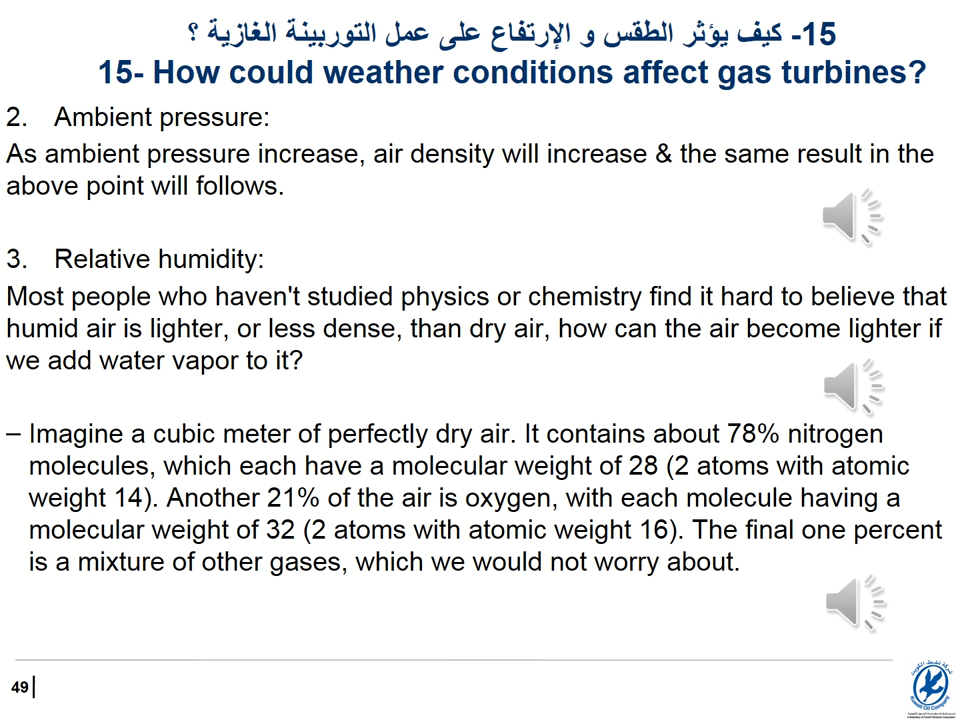 15- كيف يؤثر الطقس و الإرتفاع على عمل التوربينة الغازية ؟
15- How could weather conditions affect gas turbines?
2. Ambient pressure:
As ambient pressure increase, air density will increase & the same result in the
above point will follows.
3. Relative humidity:
Most people who haven't studied physics or chemistry find it hard to believe that
humid air is lighter, or less dense, than dry air, how can the air become lighter if
we add water vapor to it?
– Imagine a cubic meter of perfectly dry air. It contains about 78% nitrogen
molecules, which each have a molecular weight of 28 (2 atoms with atomic
weight 14). Another 21% of the air is oxygen, with each molecule having a
molecular weight of 32 (2 atoms with atomic weight 16). The final one percent
is a mixture of other gases, which we would not worry about.
49
شركة نفط الكويت
Kuwait Oil Company